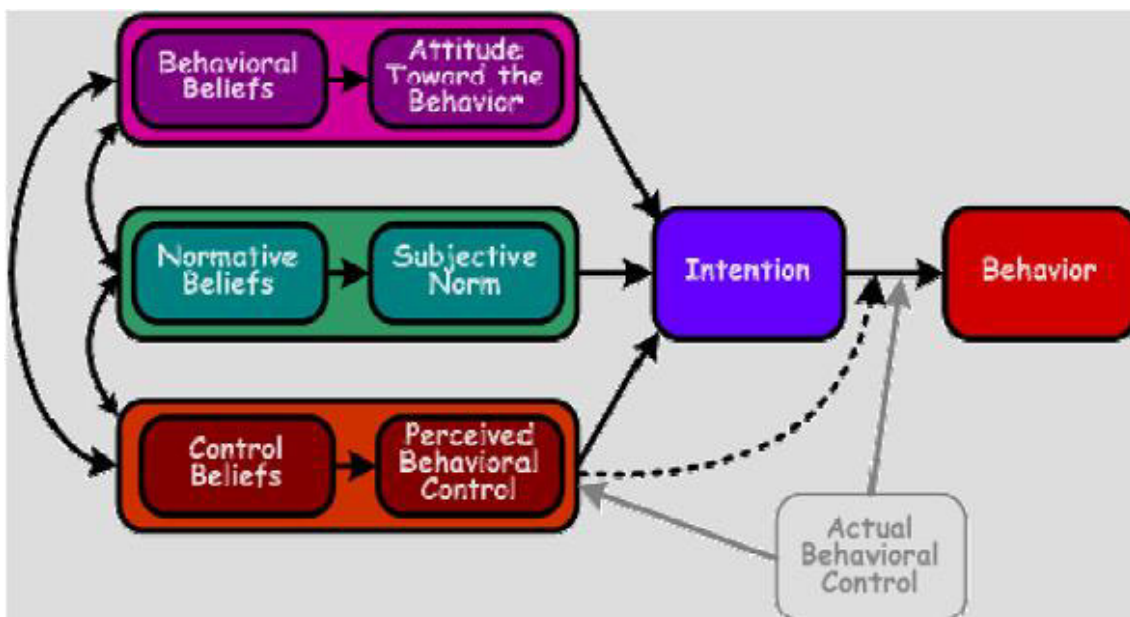 Behavioral
Beliefs
Attitude
Toward the
Behavior
Normative
Beliefs
Subjective
Norm
Intention
Behavior
Control
Beliefs
Perceived
Behavioral
Control
Actual
Behavioral
Control